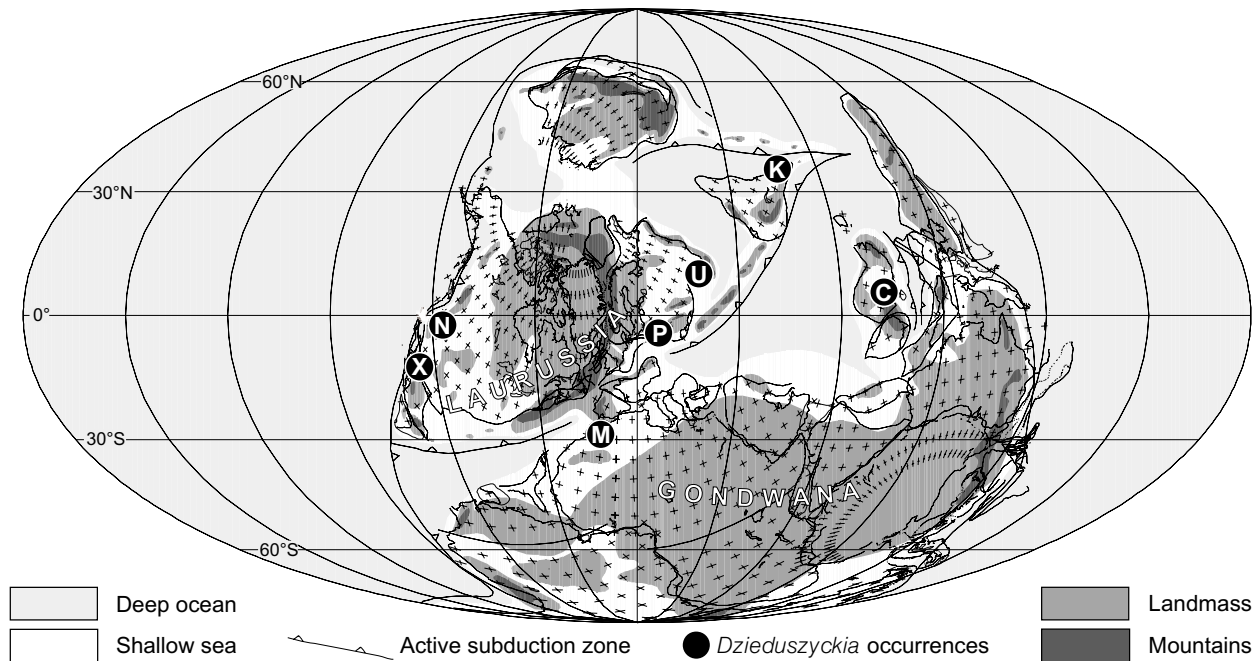 60°N
K
30°N
U
C
0°
N
P
X
LAURUSSIA
30°S
M
GONDWANA
60°S
Deep ocean
Landmass
Shallow sea
Active subduction zone
Dzieduszyckia occurrences
Mountains